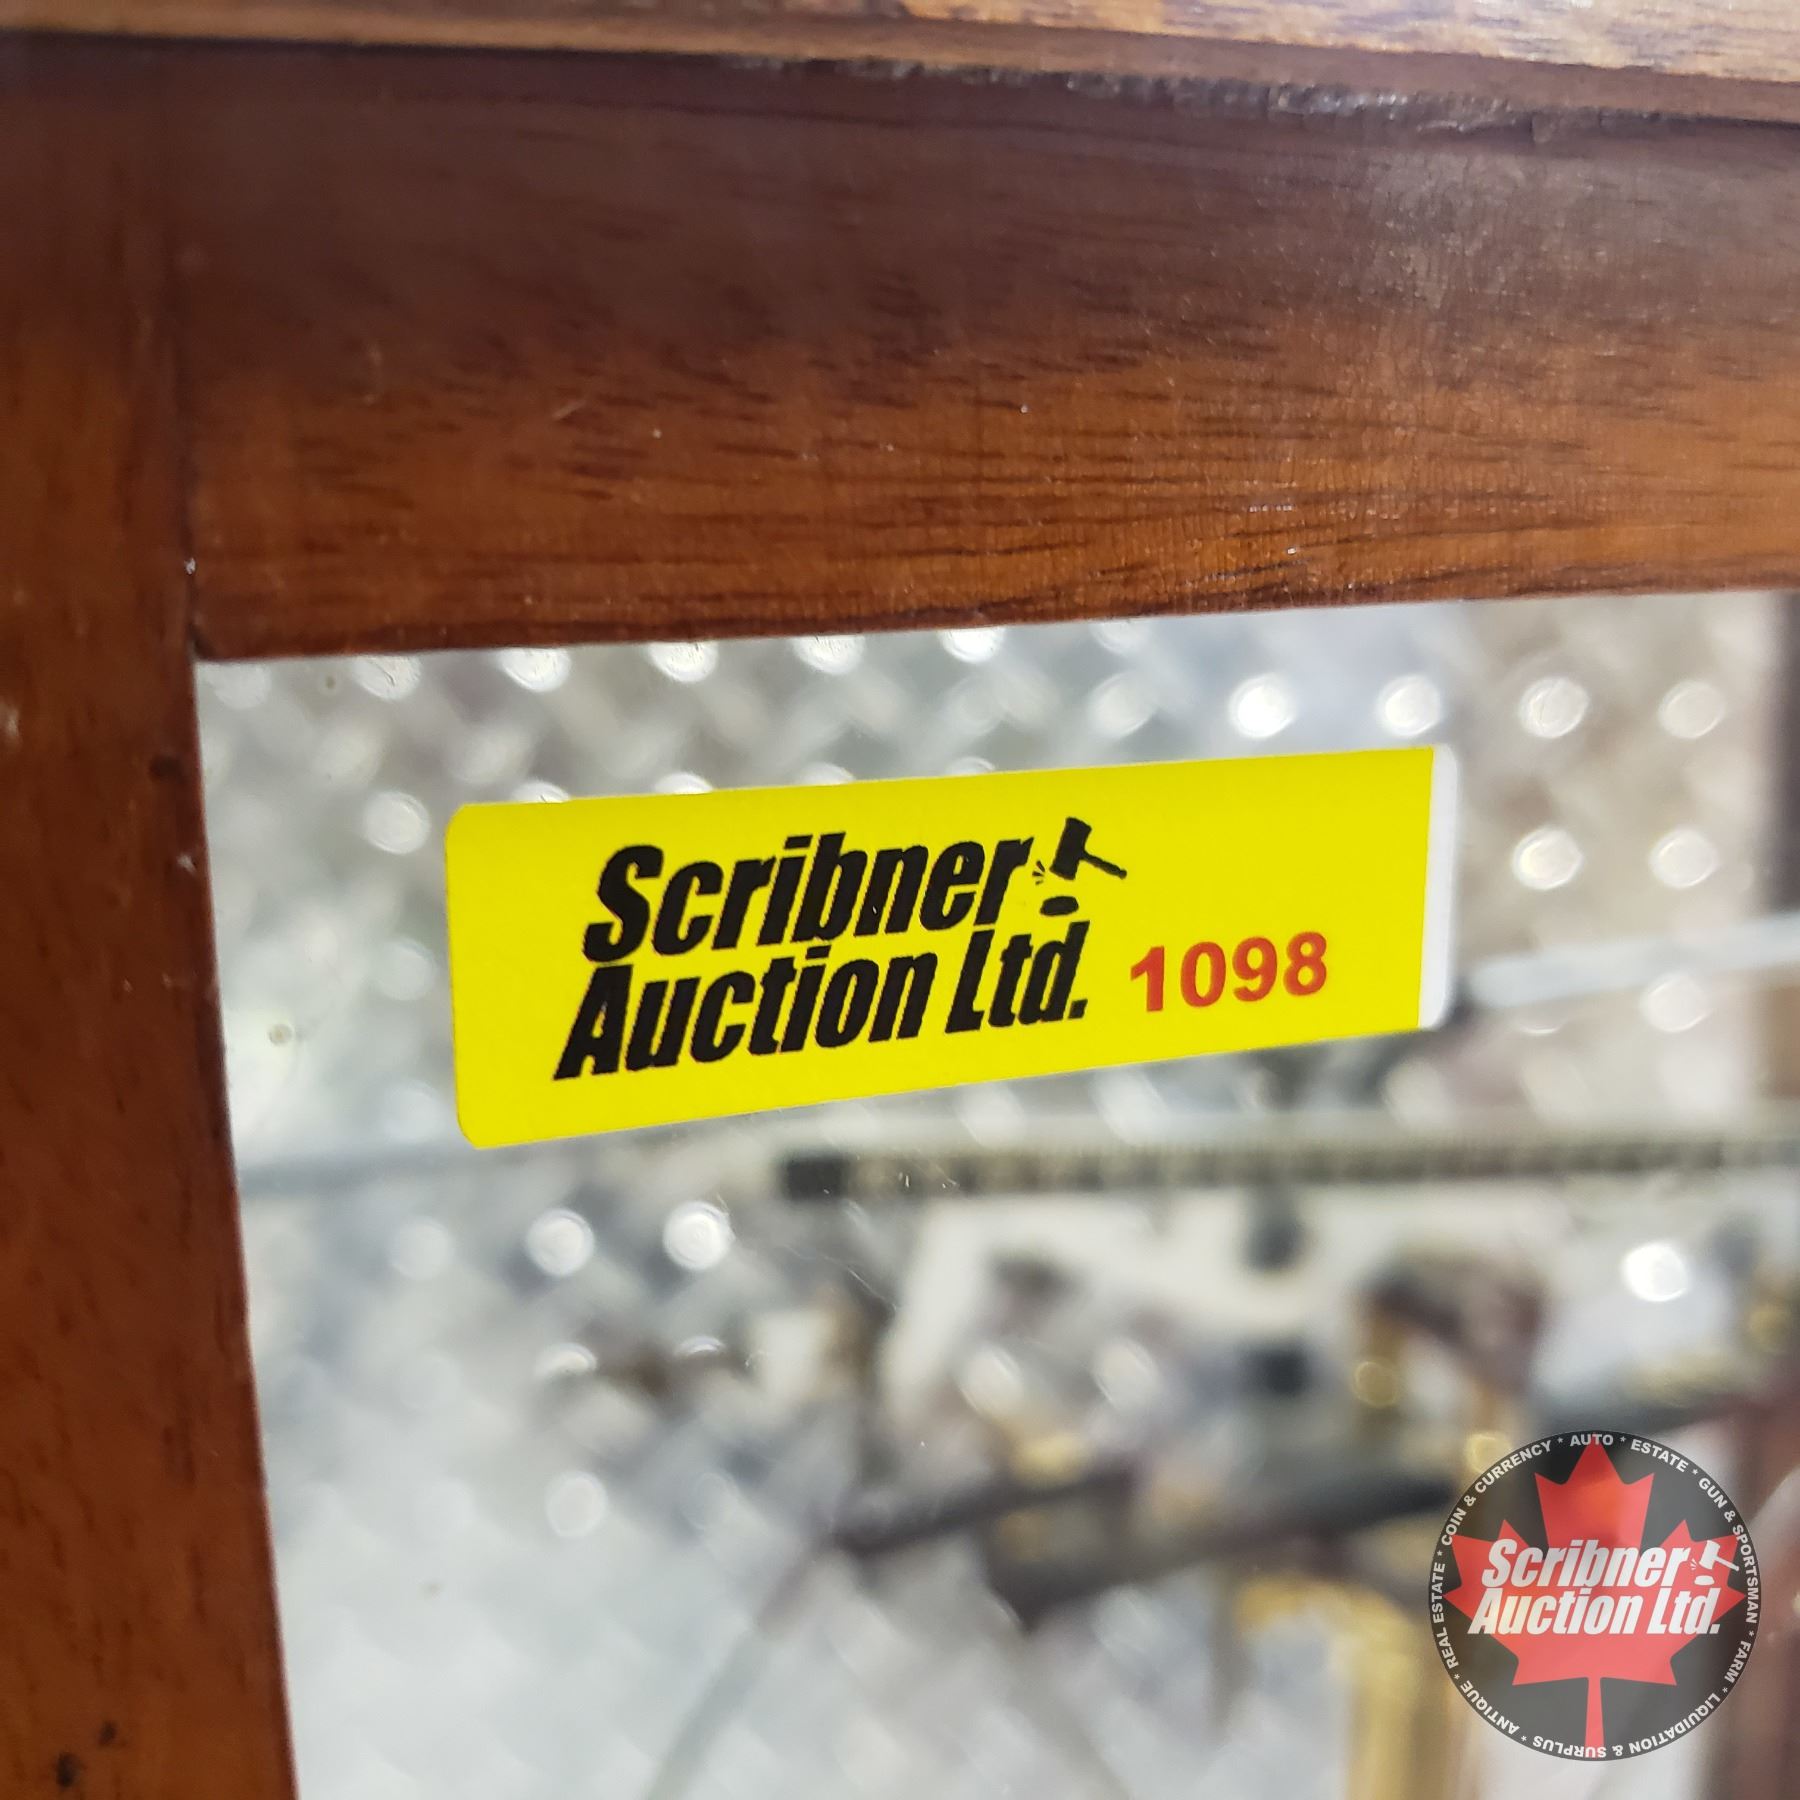 Scribner
Auction Ltd. 1098
REAL ESTATE * COIN & CURRENCY * AUTO * ESTATE * GUN & SPORTSMAN * FARM * LIQUIDATION & SURPLUS * ANTIQUE *
Scribner
Auction Ltd.